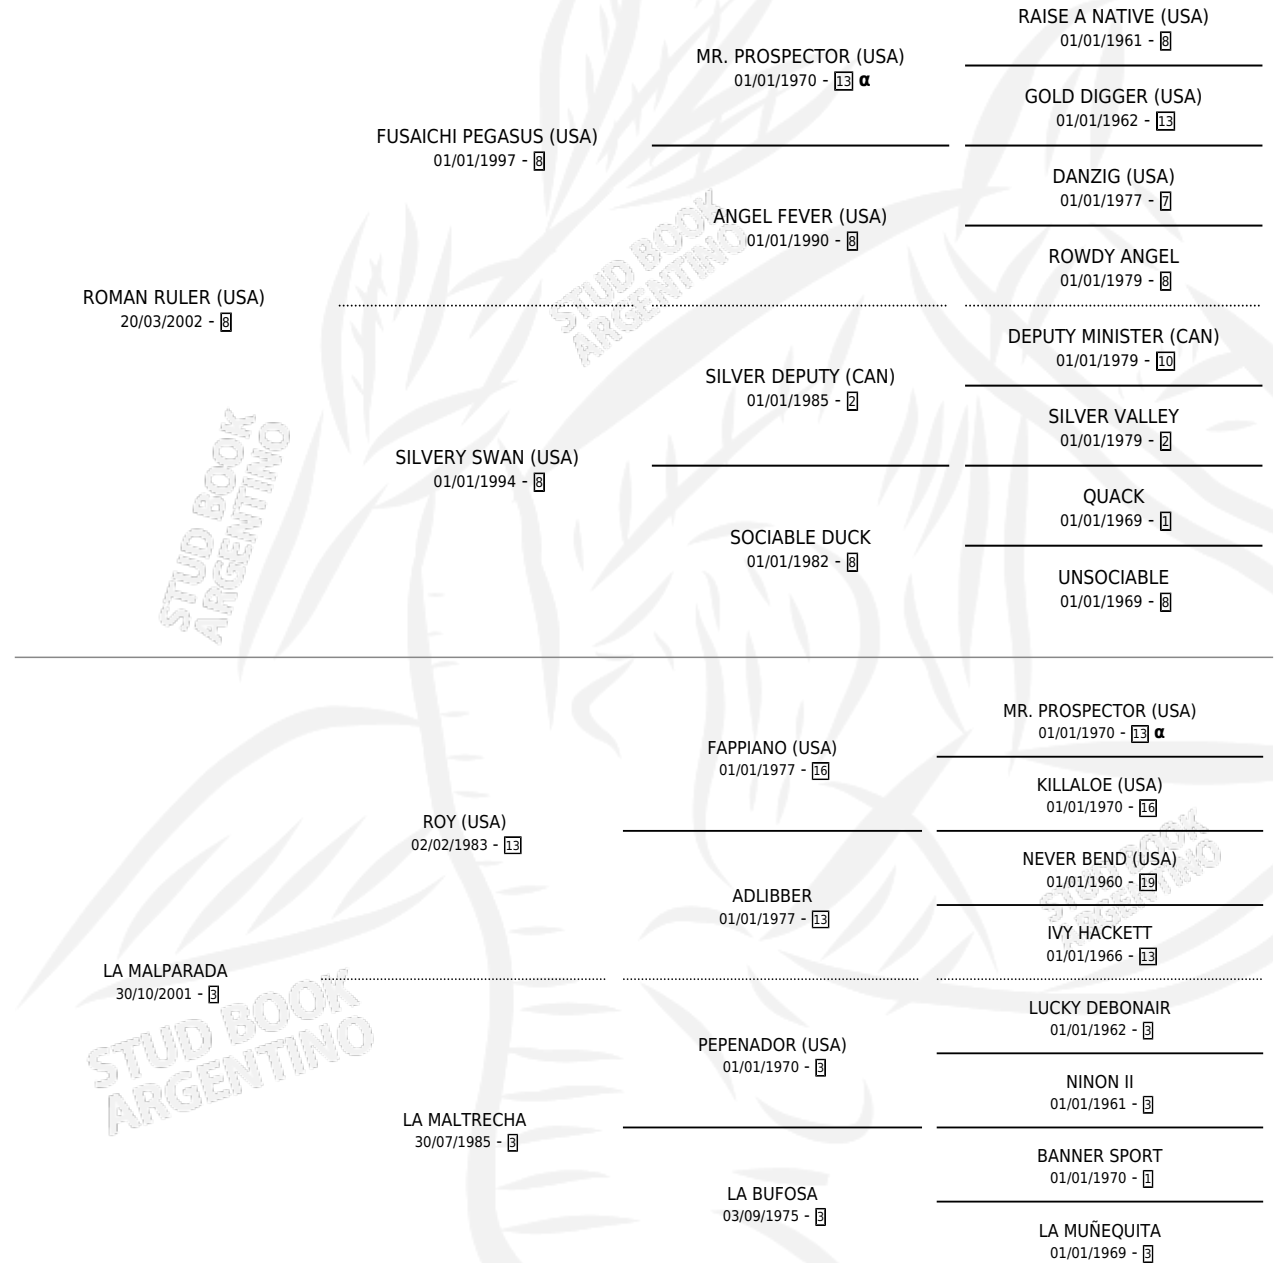 RAISE A NATIVE (USA)
01/01/1961 - 8
MR. PROSPECTOR (USA)
01/01/1970 - 13 α
GOLD DIGGER (USA)
01/01/1962 - 13
FUSAICHI PEGASUS (USA)
01/01/1997 - 8
DANZIG (USA)
01/01/1977 - 7
ANGEL FEVER (USA)
01/01/1990 - 8
ROWDY ANGEL
01/01/1979 - 8
STUD BOOK
ARGENTINO
ROMAN RULER (USA)
20/03/2002 - 8
DEPUTY MINISTER (CAN)
01/01/1979 - 10
SILVER DEPUTY (CAN)
01/01/1985 - 2
SILVER VALLEY
01/01/1979 - 2
SILVERY SWAN (USA)
01/01/1994 - 8
QUACK
01/01/1969 - 1
SOCIABLE DUCK
01/01/1982 - 8
UNSOCIABLE
01/01/1969 - 8
STUD BOOK
ARGENTINO
MR. PROSPECTOR (USA)
01/01/1970 - 13 α
FAPPIANO (USA)
01/01/1977 - 16
KILLALOE (USA)
01/01/1970 - 16
ROY (USA)
02/02/1983 - 13
NEVER BEND (USA)
01/01/1960 - 19
ADLIBBER
01/01/1977 - 13
IVY HACKETT
01/01/1966 - 13
STUD BOOK
ARGENTINO
LA MALPARADA
30/10/2001 - 3
LUCKY DEBONAIR
01/01/1962 - 3
PEPENADOR (USA)
01/01/1970 - 3
NINON II
01/01/1961 - 3
STUD BOOK
ARGENTINO
LA MALTRECHA
30/07/1985 - 3
BANNER SPORT
01/01/1970 - 1
LA BUFOSA
03/09/1975 - 3
LA MUÑEQUITA
01/01/1969 - 3